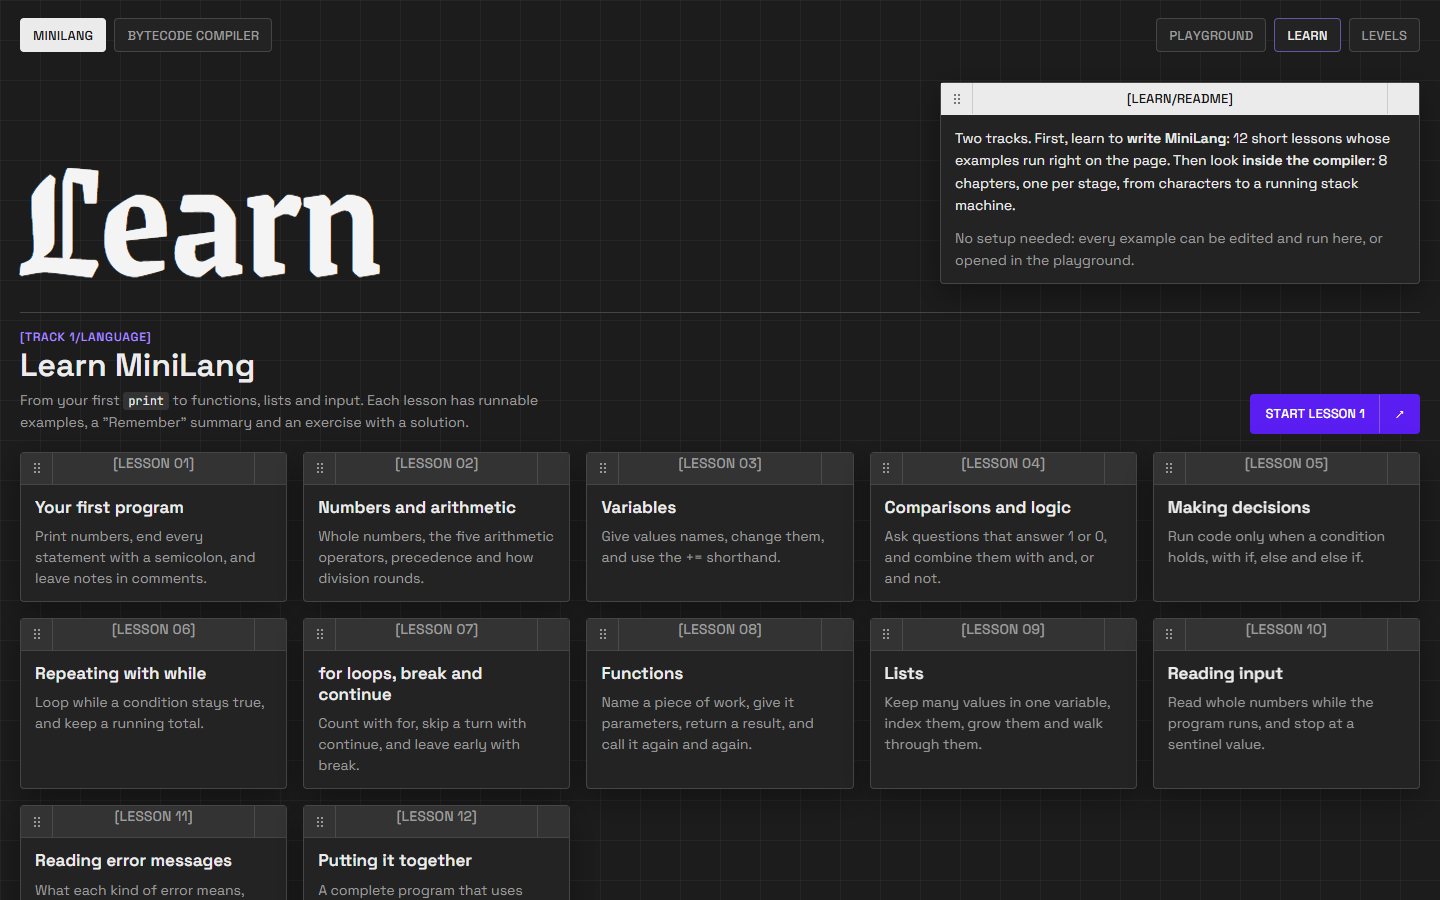 MINILANG
BYTECODE COMPILER
PLAYGROUND
LEARN
LEVELS
[LEARN/README]
Two tracks. First, learn to write MiniLang: 12 short lessons whose
examples run right on the page. Then look inside the compiler: 8
chapters, one per stage, from characters to a running stack
machine.
No setup needed: every example can be edited and run here, or
opened in the playground.
Learn
[TRACK 1/LANGUAGE]
Learn MiniLang
From your first print to functions, lists and input. Each lesson has runnable
examples, a "Remember" summary and an exercise with a solution.
START LESSON 1 ↗
[LESSON 01]
Your first program
Print numbers, end every
statement with a semicolon, and
leave notes in comments.
[LESSON 02]
Numbers and arithmetic
Whole numbers, the five arithmetic
operators, precedence and how
division rounds.
[LESSON 03]
Variables
Give values names, change them,
and use the += shorthand.
[LESSON 04]
Comparisons and logic
Ask questions that answer 1 or 0,
and combine them with and, or
and not.
[LESSON 05]
Making decisions
Run code only when a condition
holds, with if, else and else if.
[LESSON 06]
Repeating with while
Loop while a condition stays true,
and keep a running total.
[LESSON 07]
for loops, break and
continue
Count with for, skip a turn with
continue, and leave early with
break.
[LESSON 08]
Functions
Name a piece of work, give it
parameters, return a result, and
call it again and again.
[LESSON 09]
Lists
Keep many values in one variable,
index them, grow them and walk
through them.
[LESSON 10]
Reading input
Read whole numbers while the
program runs, and stop at a
sentinel value.
[LESSON 11]
Reading error messages
What each kind of error means,
[LESSON 12]
Putting it together
A complete program that uses